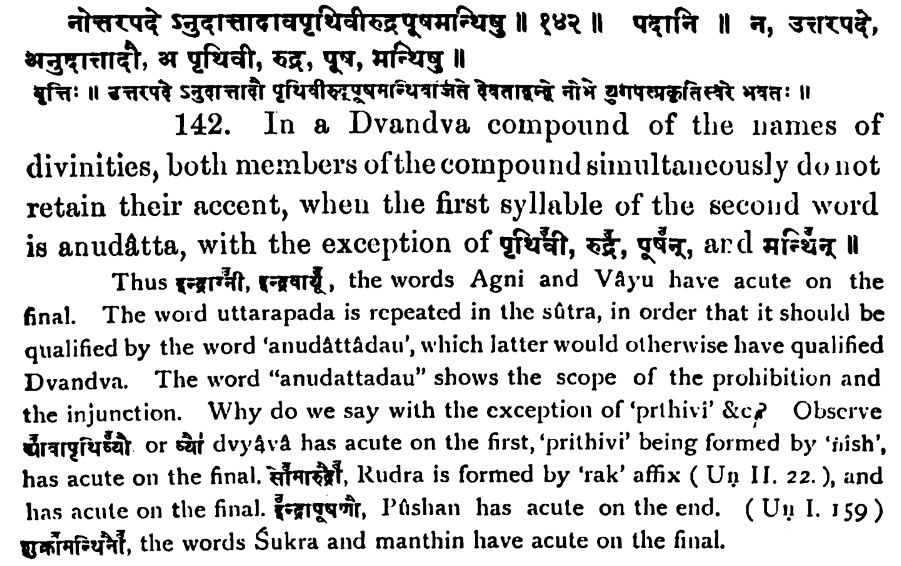 नोत्तरपदे ऽनुदात्तादावपृथिवीरुद्रपूषमन्थिषु ॥ १४२ ॥ पदानि ॥ न, उत्तरपदे,
अनुदात्तादौ, अ पृथिवी, रुद्र, पूष, मन्थिषु ॥
वृत्तिः ॥ उत्तरपदे ऽनुदात्तादौ पृथिवीरुद्रपूषमन्थिवर्जिते देवताद्वन्द्वे नोभे युगपत्प्रकृतिस्वरे भवतः ॥
142. In a Dvandva compound of the names of
divinities, both members of the compound simultaneously do not
retain their accent, when the first syllable of the second word
is anudâtta, with the exception of पृथिवी॑, रुद्र॑, पूष॑न्, and मन्थि॑न् ॥
Thus इन्द्राग्नी॑, इन्द्रवायू॑, the words Agni and Vâyu have acute on the
final. The word uttarapada is repeated in the sûtra, in order that it should be
qualified by the word 'anudâttâdau', which latter would otherwise have qualified
Dvandva. The word "anudattadau" shows the scope of the prohibition and
the injunction. Why do we say with the exception of 'prthivi' &c? Observe
द्या॑वापृथिव्यौ॑ or dvyâvâ has acute on the first, 'prithivi' being formed by 'ṅish',
has acute on the final. सो॑मारुद्रौ॑, Rudra is formed by 'rak' affix ( Uṇ II. 22. ), and
has acute on the final. इ॑न्द्रापूषणौ॑, Pûshan has acute on the end. ( Uṇ I. 159 )
शुक्रा॑मन्थिनौ॑, the words Śukra and manthin have acute on the final.